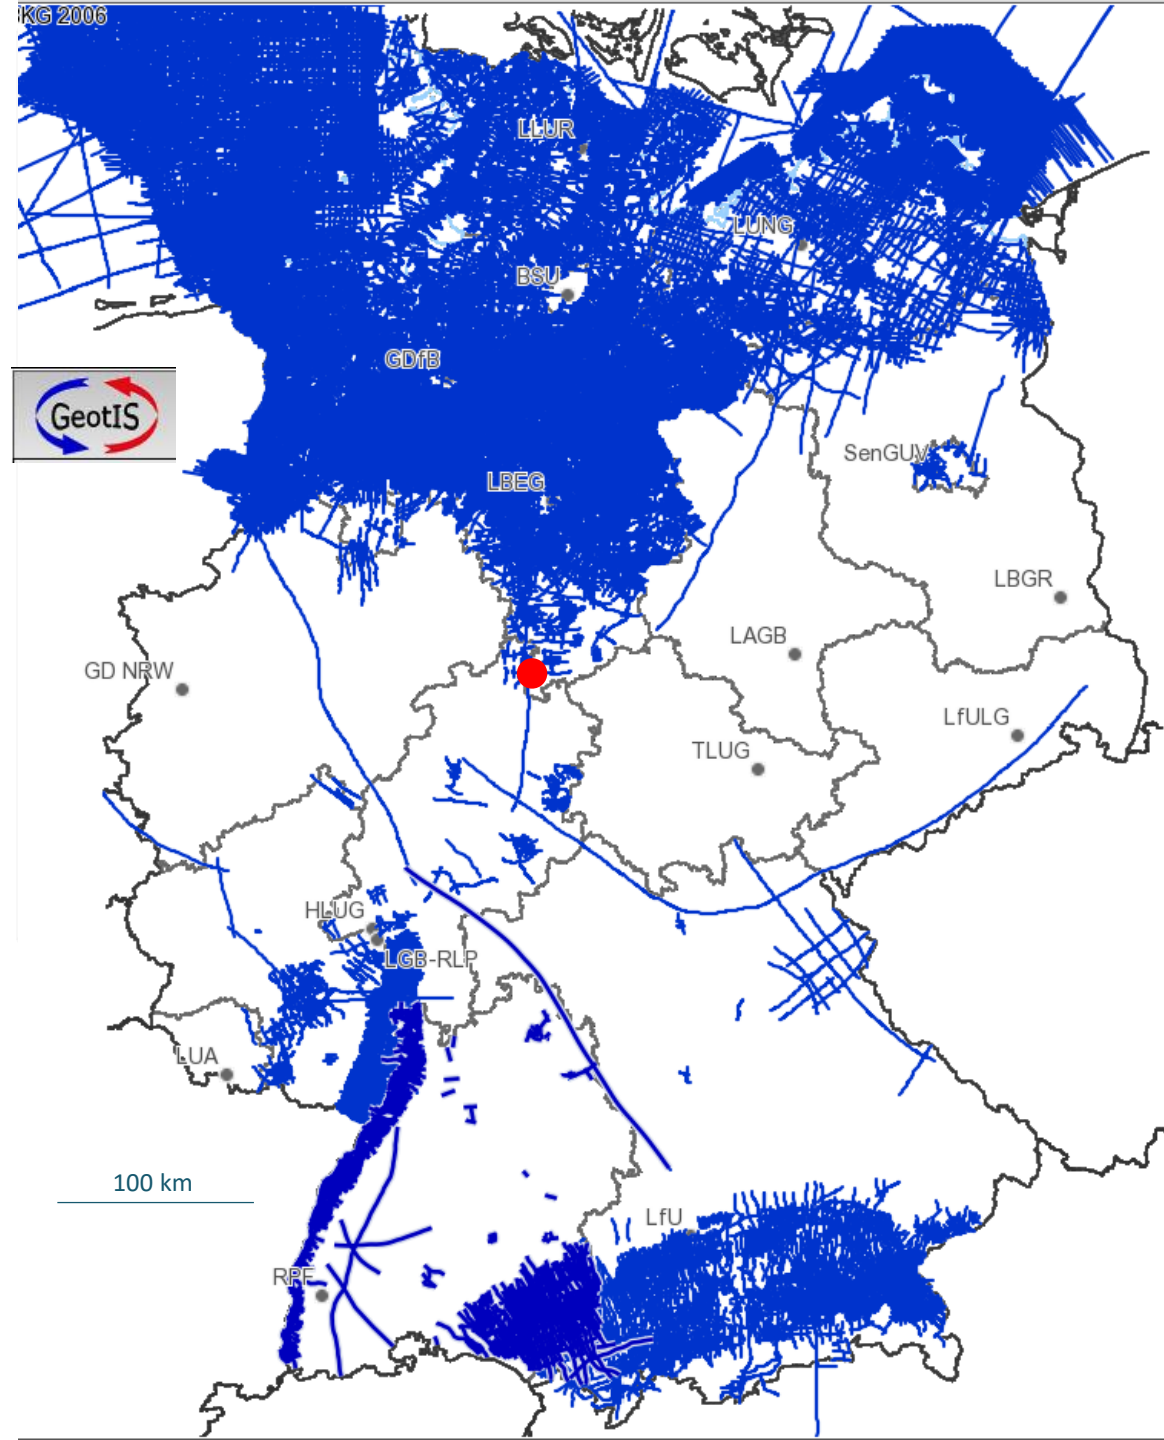 KG 2006
LLUR
LUNG
BSU
GDfB
GeotIS
SenGUV
LBEG
LBGR
LAGB
GD NRW
LfULG
TLUG
HLUG
LGB-RLP
LUA
100 km
LfU
RPF